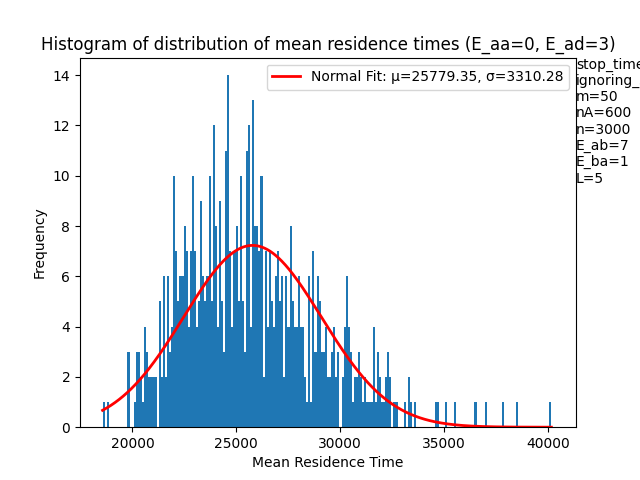 Histogram of distribution of mean residence times (E_aa=0, E_ad=3)
Normal Fit: μ=25779.35, σ=3310.28
stop_time
ignoring_
m=50
nA=600
n=3000
E_ab=7
E_ba=1
L=5
14
12
10
8
6
4
2
0
Frequency
20000 25000 30000 35000 40000
Mean Residence Time